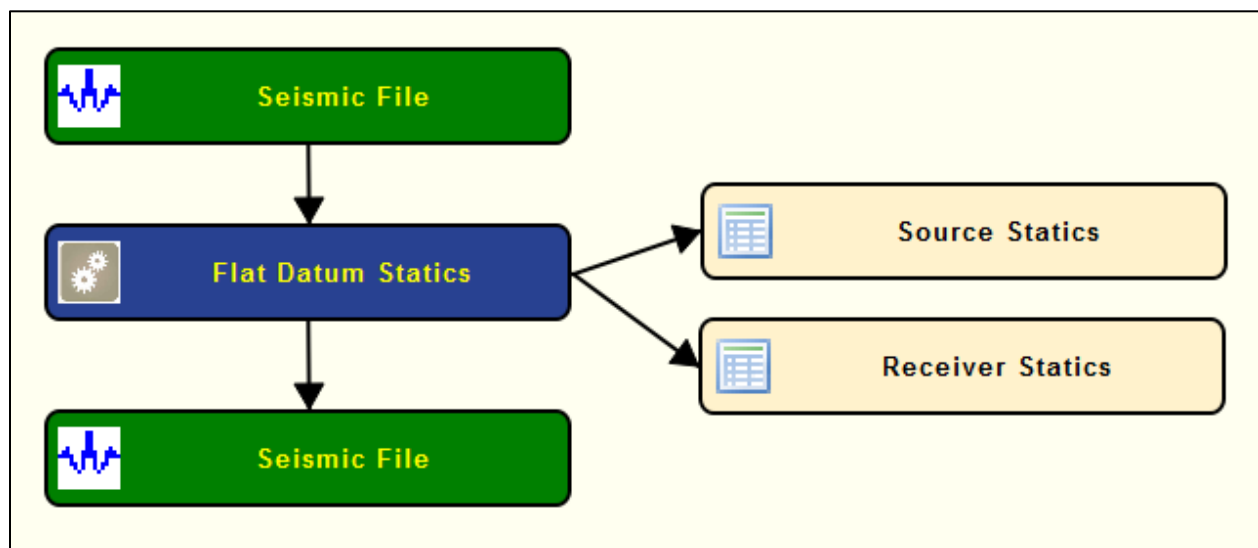 Seismic File
Flat Datum Statics
Source Statics
Receiver Statics
Seismic File